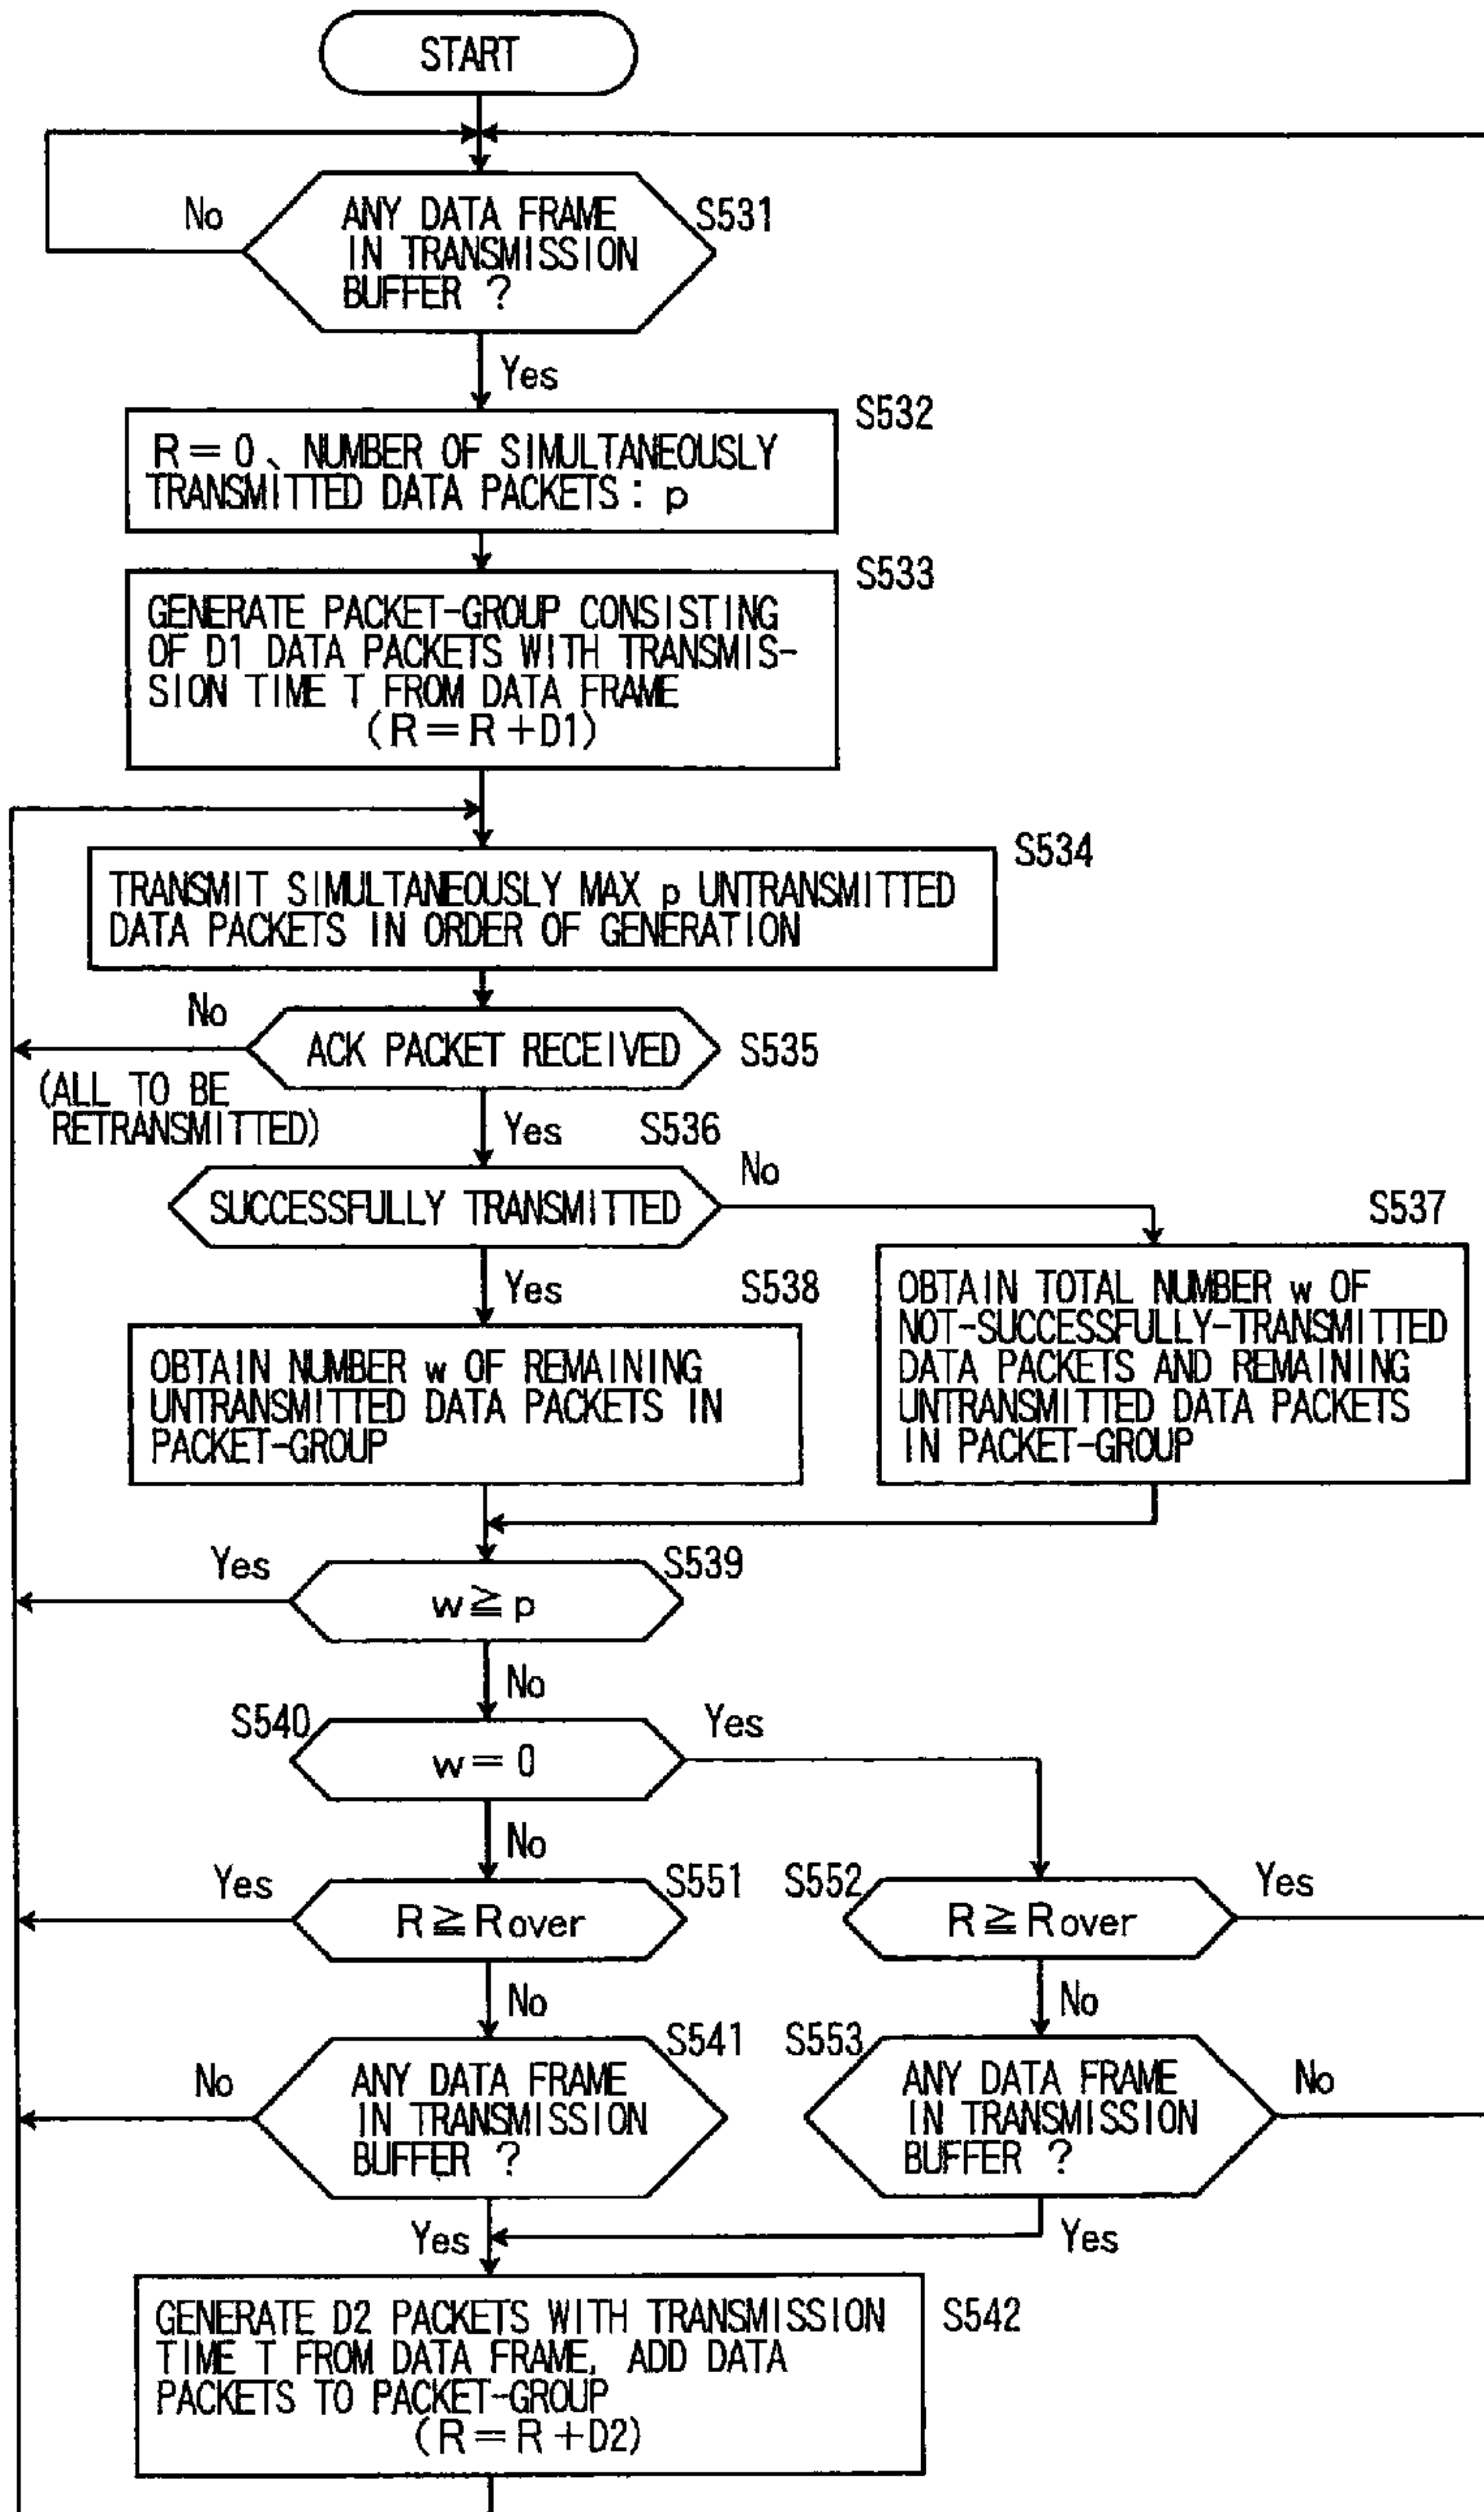 START
No
ANY DATA FRAME
IN TRANSMISSION
BUFFER ?
S531
Yes
S532
R=0、NUMBER OF SIMULTANEOUSLY
TRANSMITTED DATA PACKETS: p
S533
GENERATE PACKET-GROUP CONSISTING
OF D1 DATA PACKETS WITH TRANSMIS-
SION TIME T FROM DATA FRAME
(R=R+D1)
S534
TRANSMIT SIMULTANEOUSLY MAX p UNTRANSMITTED
DATA PACKETS IN ORDER OF GENERATION
No
ACK PACKET RECEIVED
S535
(ALL TO BE
RETRANSMITTED)
Yes
S536
No
SUCCESSFULLY TRANSMITTED
S537
Yes
S538
OBTAIN TOTAL NUMBER w OF
NOT-SUCCESSFULLY-TRANSMITTED
DATA PACKETS AND REMAINING
UNTRANSMITTED DATA PACKETS
IN PACKET-GROUP
OBTAIN NUMBER w OF REMAINING
UNTRANSMITTED DATA PACKETS IN
PACKET-GROUP
Yes
S539
w≧p
No
S540
Yes
w=0
No
Yes
S551
R≧Rover
S552
Yes
R≧Rover
No
No
S541
No
ANY DATA FRAME
IN TRANSMISSION
BUFFER ?
S553
ANY DATA FRAME
IN TRANSMISSION
BUFFER ?
No
Yes
Yes
GENERATE D2 PACKETS WITH TRANSMISSION
TIME T FROM DATA FRAME, ADD DATA
PACKETS TO PACKET-GROUP
(R=R+D2)
S542